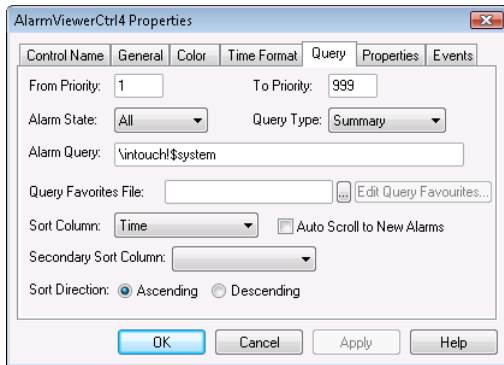 AlarmViewerCtrl4 Properties
Control Name General Color Time Format Query Properties Events
From Priority: 1 To Priority: 999
Alarm State: All Query Type: Summary
Alarm Query: \intouch!$system
Query Favorites File: ... Edit Query Favourites...
Sort Column: Time Auto Scroll to New Alarms
Secondary Sort Column:
Sort Direction: Ascending Descending
OK Cancel Apply Help